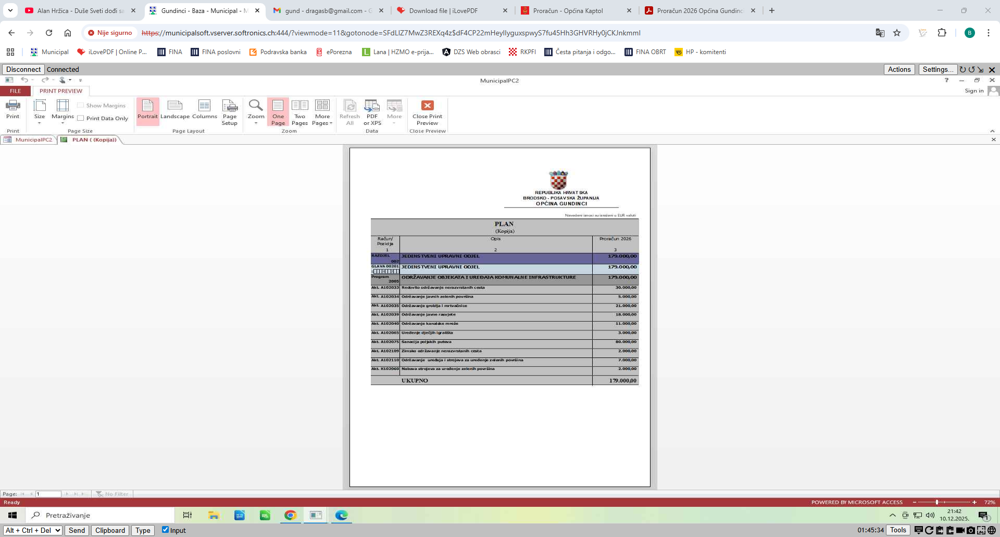 Alan Hržica - Duše Sveti dođi sa
Gundinci - Baza - Municipal - M
gund - dragasb@gmail.com - G
Download file | iLovePDF
Proračun - Općina Kaptol
Proračun 2026 Općina Gundinc
Nije sigurno
https://municipalsoft.vserver.softronics.ch:444/?viewmode=11&gotonode=SFdLIZ7MwZ3REXq4z$dF4CP22mHeyIIyguxspwyS7fu45Hh3GHVRHy0jCKJnkmmI
B
Municipal
iLovePDF | Online P...
FINA
FINA poslovni
Podravska banka
ePorezna
Lana | HZMO e-prija...
DZS Web obrasci
RKPFI
Česta pitanja i odgo...
FINA OBRT
HP - komitenti
Disconnect Connected
Actions Settings...
MunicipalPC2
FILE PRINT PREVIEW
Sign in
Print
Size
Margins
Show Margins
Print Data Only
Portrait
Landscape
Columns
Page Setup
Zoom
One Page
Two Pages
More Pages
Refresh All
PDF or XPS
More
Close Print Preview
Print
Page Size
Page Layout
Zoom
Data
Close Preview
MunicipalPC2
PLAN ( (Kopija))
REPUBLIKA HRVATSKA
BRODSKO - POSAVSKA ŽUPANIJA
OPĆINA GUNDINCI
Navedeni iznosi su izraženi u EUR valuti
PLAN
(Kopija)
Račun/ Pozicija Opis Proračun 2026
1 2 3
RAZDJEL 002 JEDINSTVENI UPRAVNI ODJEL 179.000,00
GLAVA 00201 JEDINSTVENI UPRAVNI ODJEL 179.000,00
Program 2005 ODRŽAVANJE OBJEKATA I UREĐAJA KOMUNALNE INFRASTRUKTURE 179.000,00
Akt. A102033 Redovito održavanje nerazvrstanih cesta 30.000,00
Akt. A102034 Održavanje javnih zelenih površina 5.000,00
Akt. A102035 Održavanje groblja i mrtvačnice 21.000,00
Akt. A102039 Održavanje javne rasvjete 18.000,00
Akt. A102040 Održavanje kanalske mreže 11.000,00
Akt. A102065 Uređenje dječjih igrališta 3.000,00
Akt. A102075 Sanacija poljskih puteva 80.000,00
Akt. A102109 Zimsko održavanje nerazvrstanih cesta 2.000,00
Akt. A102110 Održavanje uređaja i strojeva za uređenje zelenih površina 7.000,00
Akt. K102060 Nabava strojeva za uređenje zelenih površina 2.000,00
UKUPNO 179.000,00
Page: 1 No Filter
Ready
POWERED BY MICROSOFT ACCESS
72%
Pretraživanje
21:42
10.12.2025.
1
Alt + Ctrl + Del Send Clipboard Type Input
01:45:34 Tools